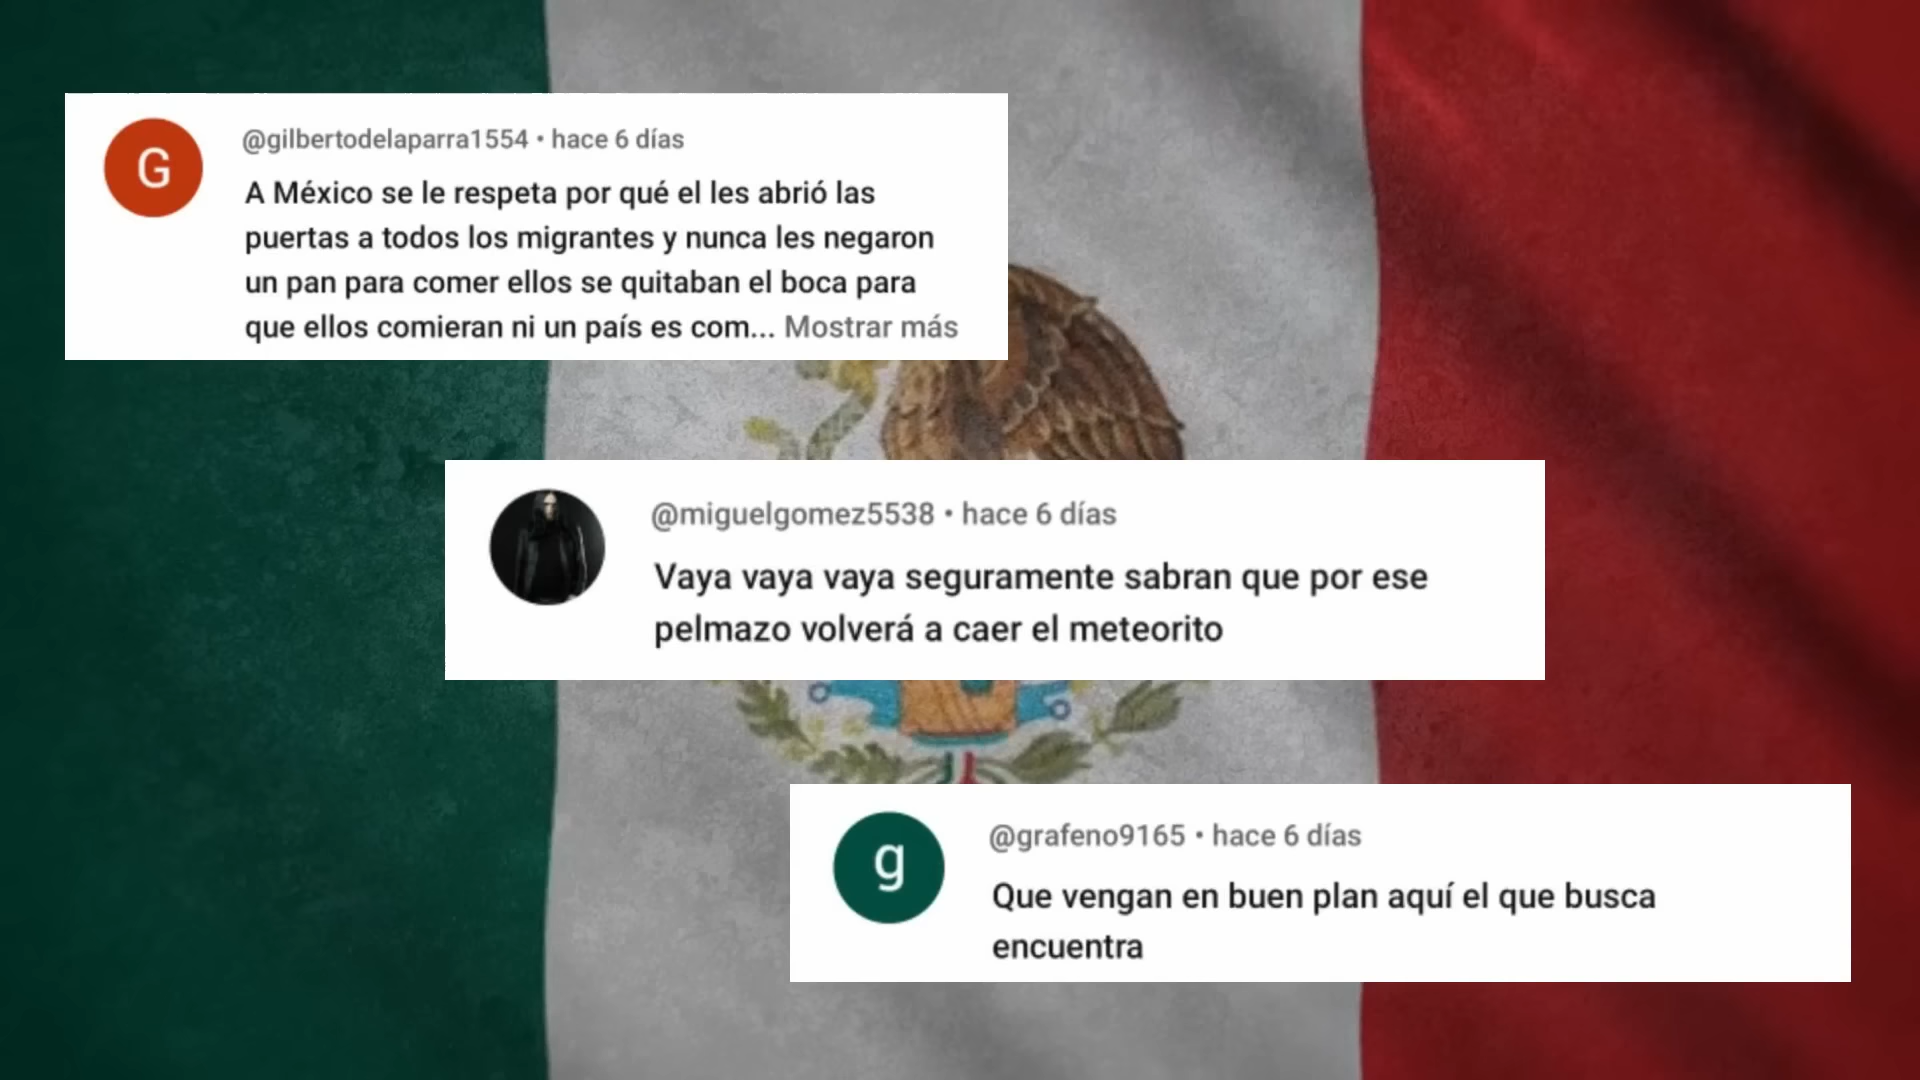 G
@gilbertodelaparra1554 • hace 6 días
A México se le respeta por qué el les abrió las
puertas a todos los migrantes y nunca les negaron
un pan para comer ellos se quitaban el boca para
que ellos comieran ni un país es com... Mostrar más
@miguelgomez5538 • hace 6 días
Vaya vaya vaya seguramente sabran que por ese
pelmazo volverá a caer el meteorito
g
@grafeno9165 • hace 6 días
Que vengan en buen plan aquí el que busca
encuentra